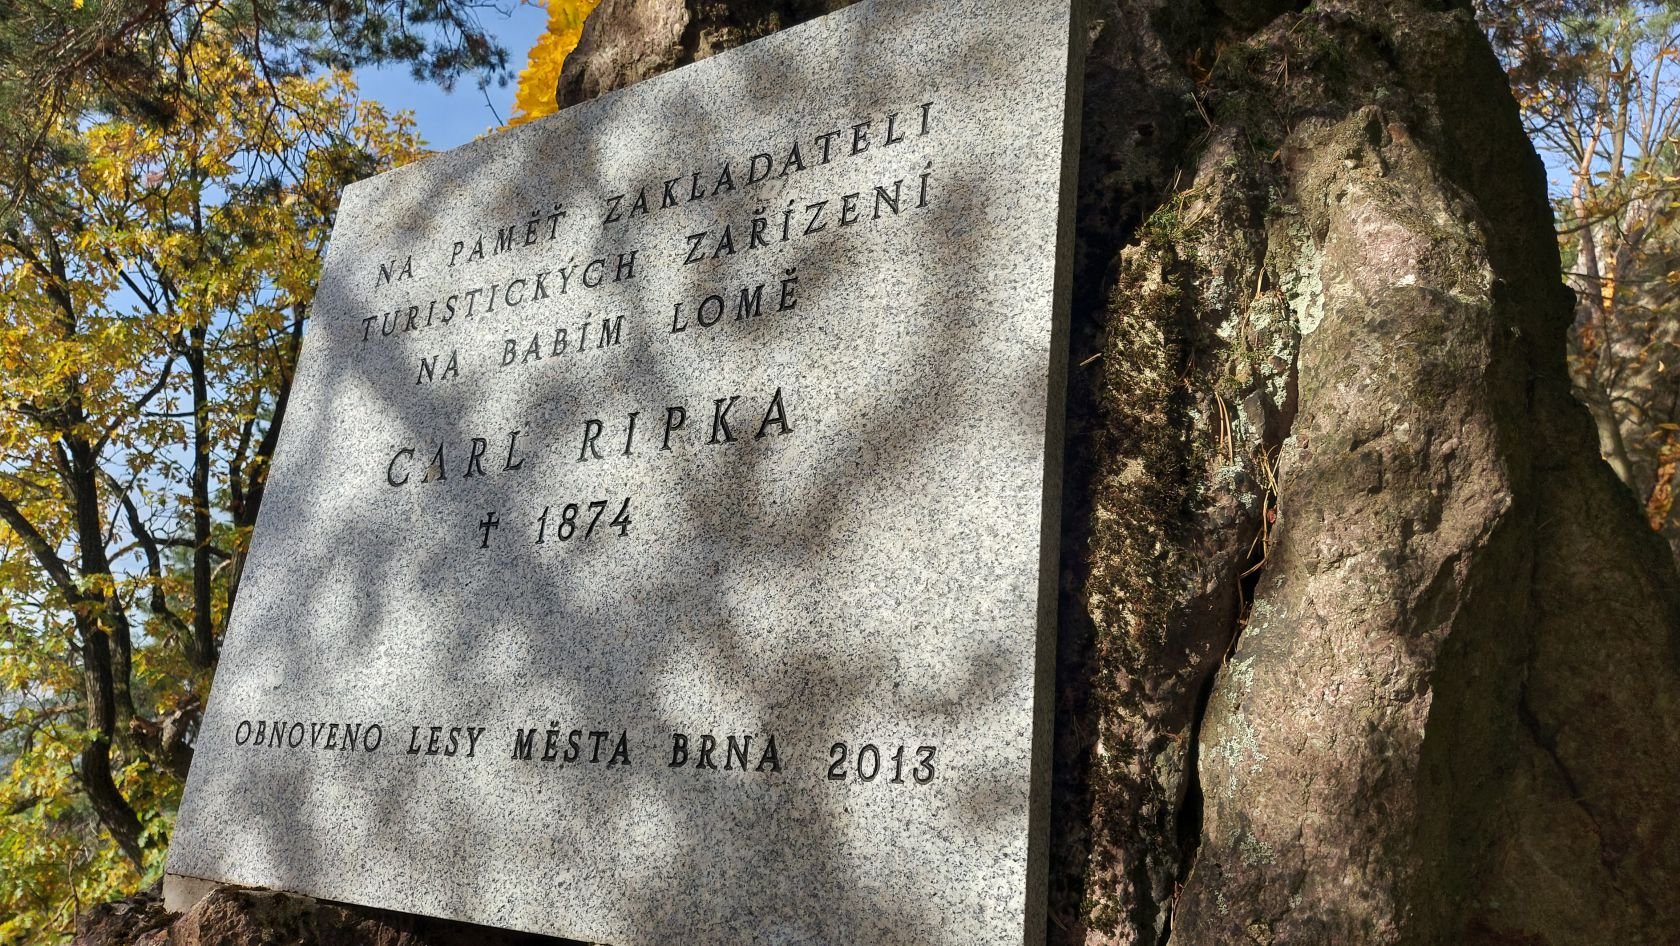 NA PAMĚŤ ZAKLADATELI
TURISTICKÝCH ZAŘÍZENÍ
NA BABÍM LOMĚ
CARL RIPKA
✝ 1874
OBNOVENO LESY MĚSTA BRNA 2013